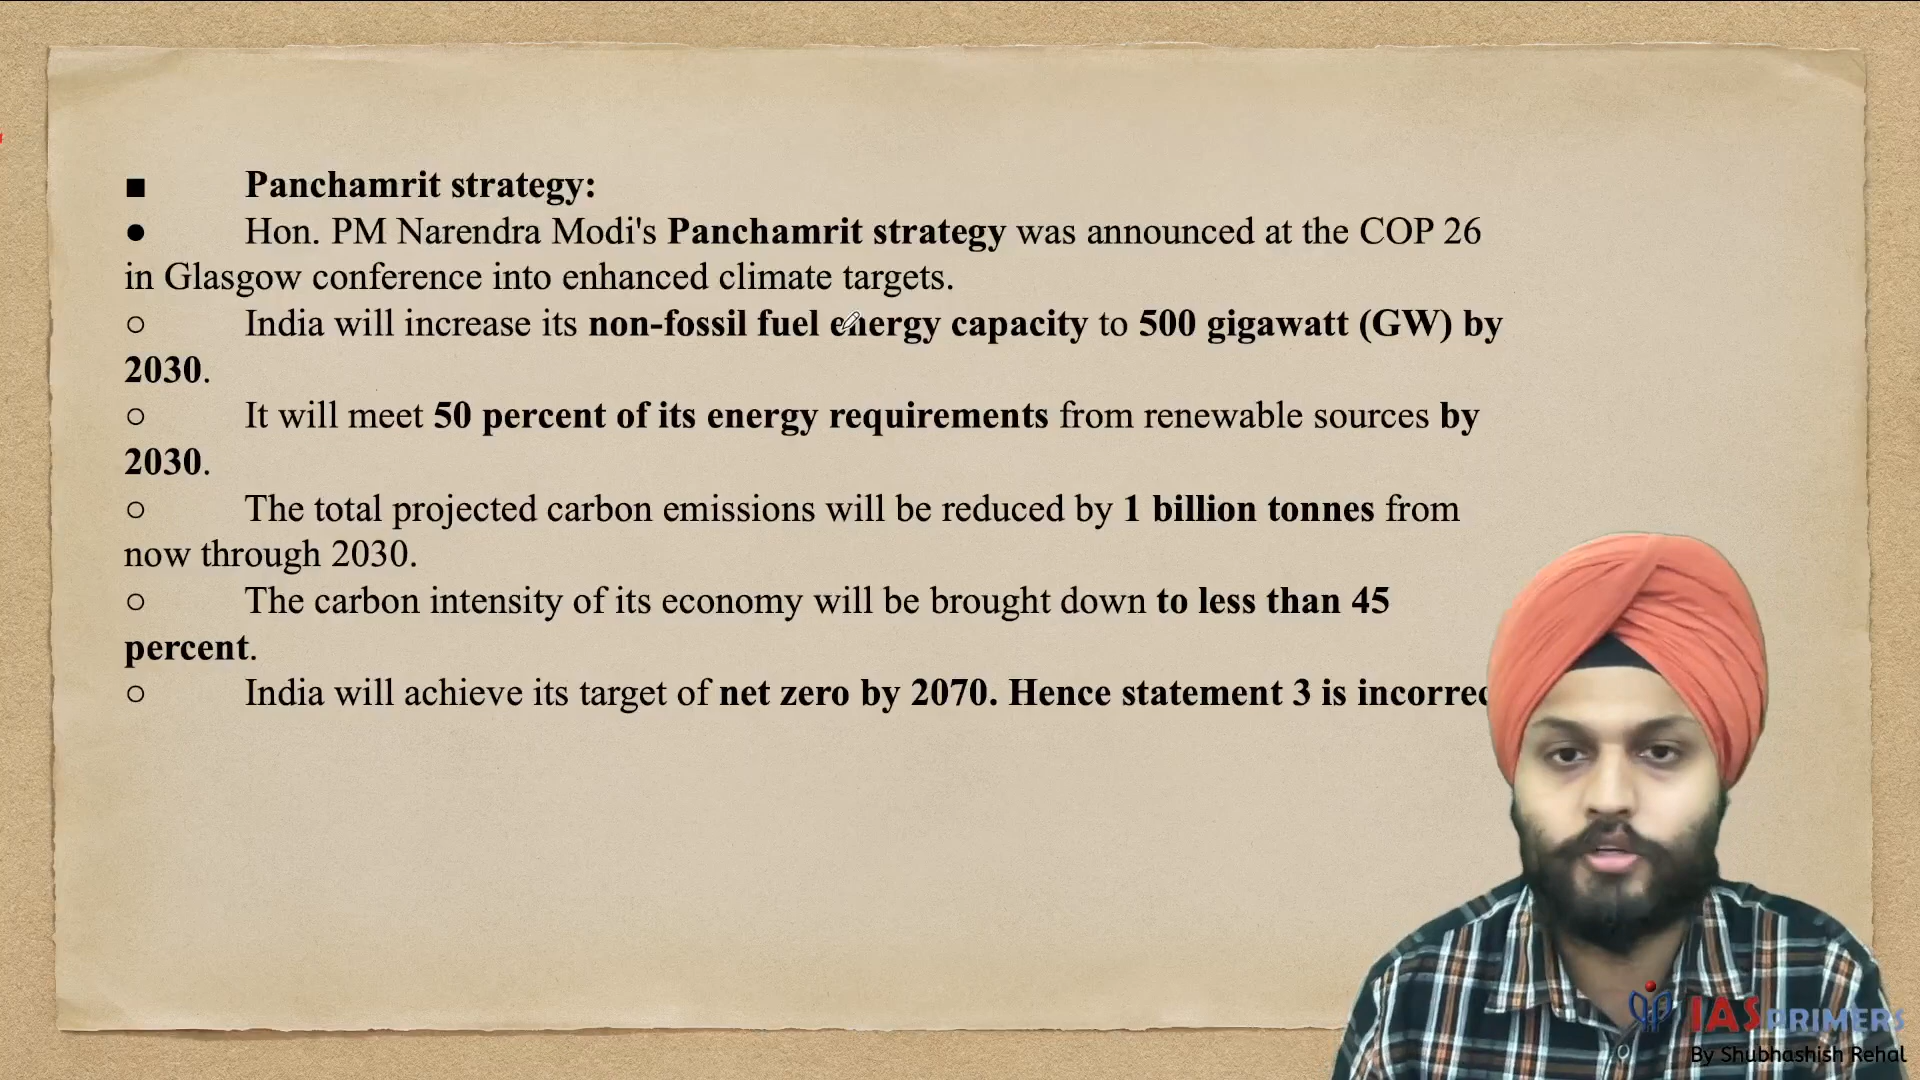 ■ Panchamrit strategy:
● Hon. PM Narendra Modi's Panchamrit strategy was announced at the COP 26
in Glasgow conference into enhanced climate targets.
○ India will increase its non-fossil fuel energy capacity to 500 gigawatt (GW) by
2030.
○ It will meet 50 percent of its energy requirements from renewable sources by
2030.
○ The total projected carbon emissions will be reduced by 1 billion tonnes from
now through 2030.
○ The carbon intensity of its economy will be brought down to less than 45
percent.
○ India will achieve its target of net zero by 2070. Hence statement 3 is incorrec
IASPRIMERS
By Shubhashish Rehal